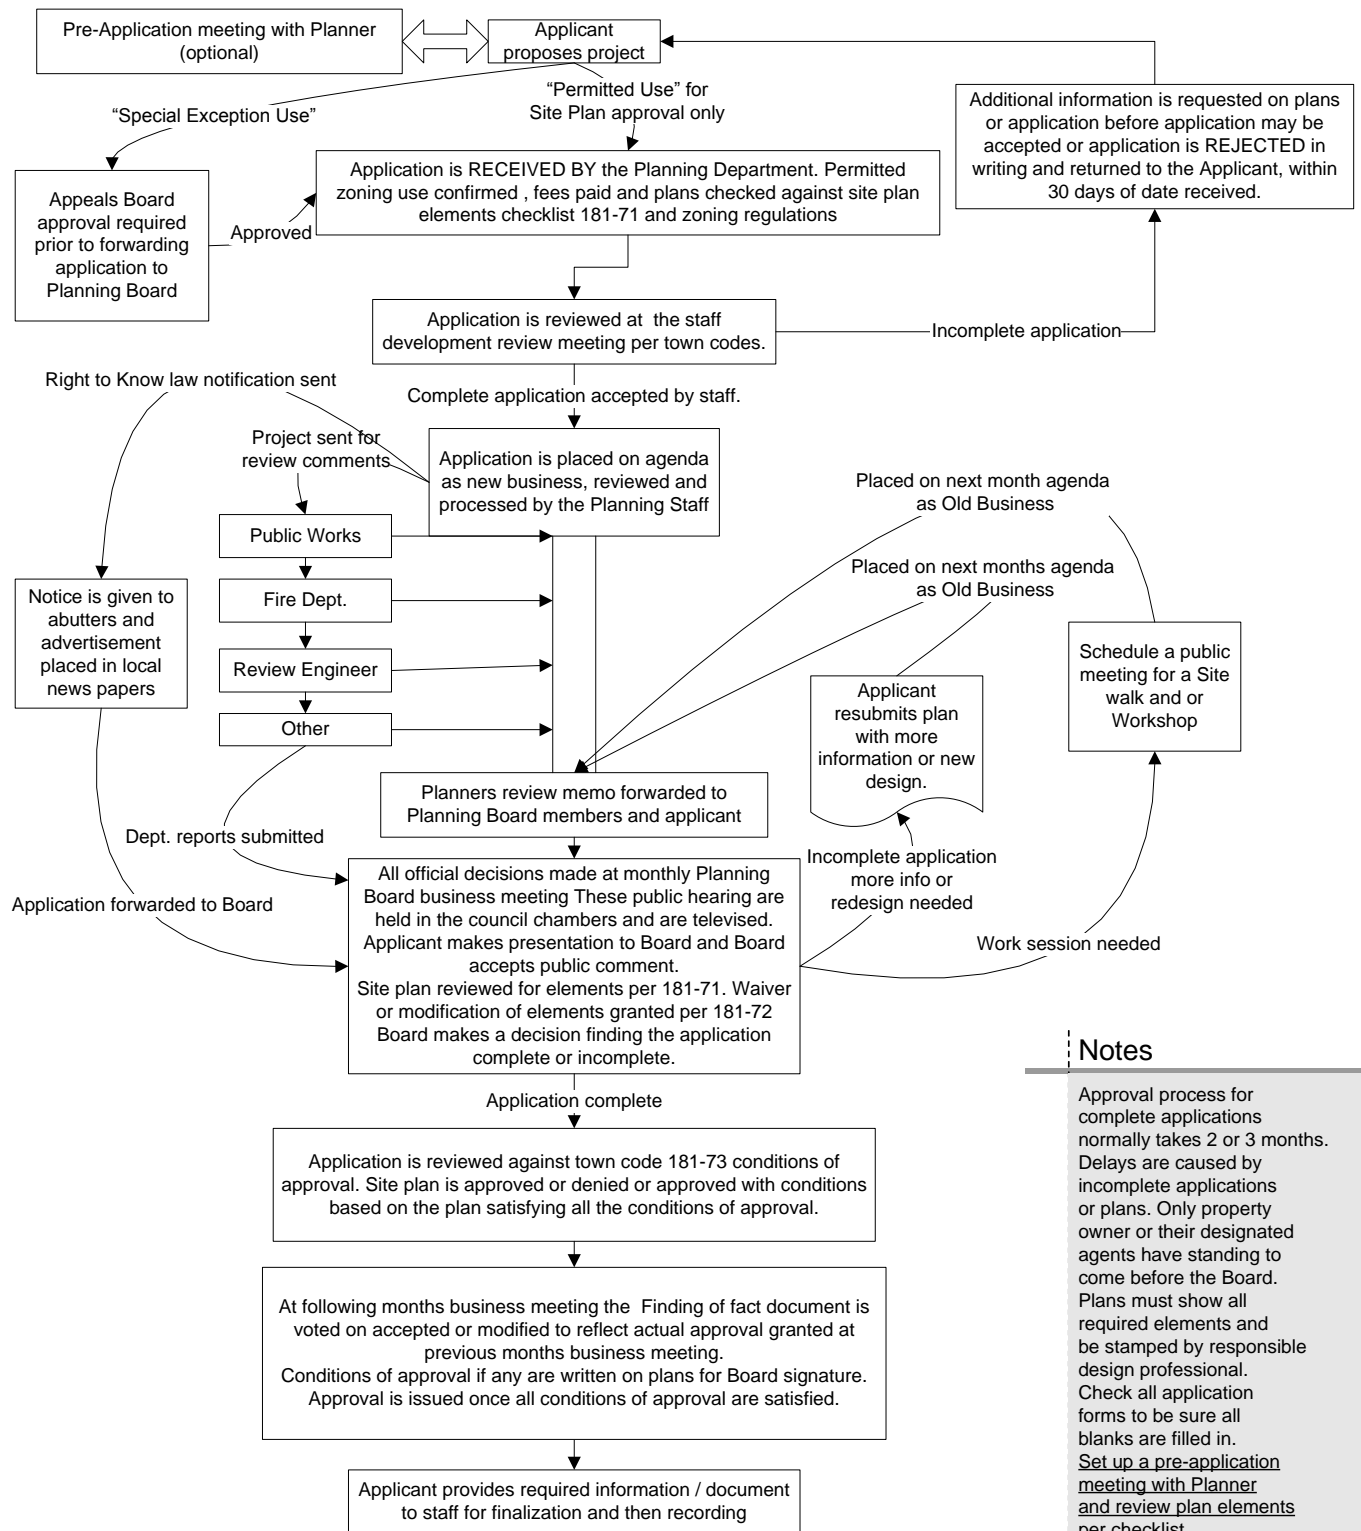 Pre-Application meeting with Planner
(optional)
Applicant
proposes project
“Special Exception Use”
“Permitted Use” for
Site Plan approval only
Additional information is requested on plans
or application before application may be
accepted or application is REJECTED in
writing and returned to the Applicant, within
30 days of date received.
Appeals Board
approval required
prior to forwarding
application to
Planning Board
Approved
Application is RECEIVED BY the Planning Department. Permitted
zoning use confirmed , fees paid and plans checked against site plan
elements checklist 181-71 and zoning regulations
Application is reviewed at the staff
development review meeting per town codes.
Incomplete application
Right to Know law notification sent
Complete application accepted by staff.
Project sent for
review comments
Application is placed on agenda
as new business, reviewed and
processed by the Planning Staff
Placed on next month agenda
as Old Business
Public Works
Placed on next months agenda
as Old Business
Notice is given to
abutters and
advertisement
placed in local
news papers
Fire Dept.
Review Engineer
Other
Schedule a public
meeting for a Site
walk and or
Workshop
Applicant
resubmits plan
with more
information or new
design.
Planners review memo forwarded to
Planning Board members and applicant
Dept. reports submitted
Incomplete application
more info or
redesign needed
Application forwarded to Board
Work session needed
All official decisions made at monthly Planning
Board business meeting These public hearing are
held in the council chambers and are televised.
Applicant makes presentation to Board and Board
accepts public comment.
Site plan reviewed for elements per 181-71. Waiver
or modification of elements granted per 181-72
Board makes a decision finding the application
complete or incomplete.
Application complete
Application is reviewed against town code 181-73 conditions of
approval. Site plan is approved or denied or approved with conditions
based on the plan satisfying all the conditions of approval.
At following months business meeting the Finding of fact document is
voted on accepted or modified to reflect actual approval granted at
previous months business meeting.
Conditions of approval if any are written on plans for Board signature.
Approval is issued once all conditions of approval are satisfied.
Applicant provides required information / document
to staff for finalization and then recording
Notes
Approval process for
complete applications
normally takes 2 or 3 months.
Delays are caused by
incomplete applications
or plans. Only property
owner or their designated
agents have standing to
come before the Board.
Plans must show all
required elements and
be stamped by responsible
design professional.
Check all application
forms to be sure all
blanks are filled in.
Set up a pre-application
meeting with Planner
and review plan elements
per checklist